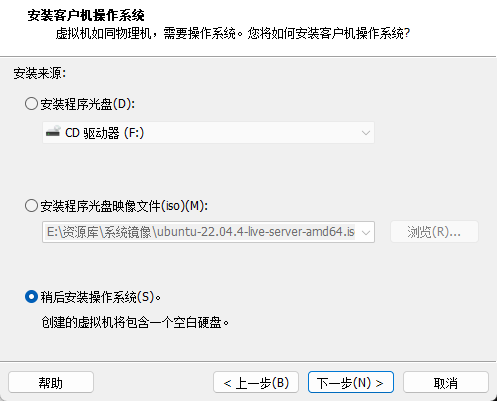 安装客户机操作系统
虚拟机如同物理机，需要操作系统。您将如何安装客户机操作系统?
安装来源:
安装程序光盘(D):
CD 驱动器 (F:)
安装程序光盘映像文件(iso)(M):
E:\资源库\系统镜像\ubuntu-22.04.4-live-server-amd64.is
浏览(R)...
稍后安装操作系统(S)。
创建的虚拟机将包含一个空白硬盘。
帮助
< 上一步(B)
下一步(N) >
取消